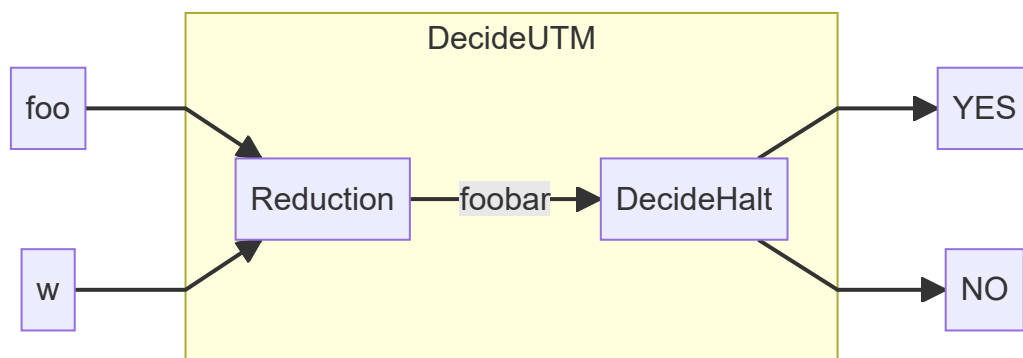 DecideUTM
foo
YES
Reduction
foobar
DecideHalt
w
NO